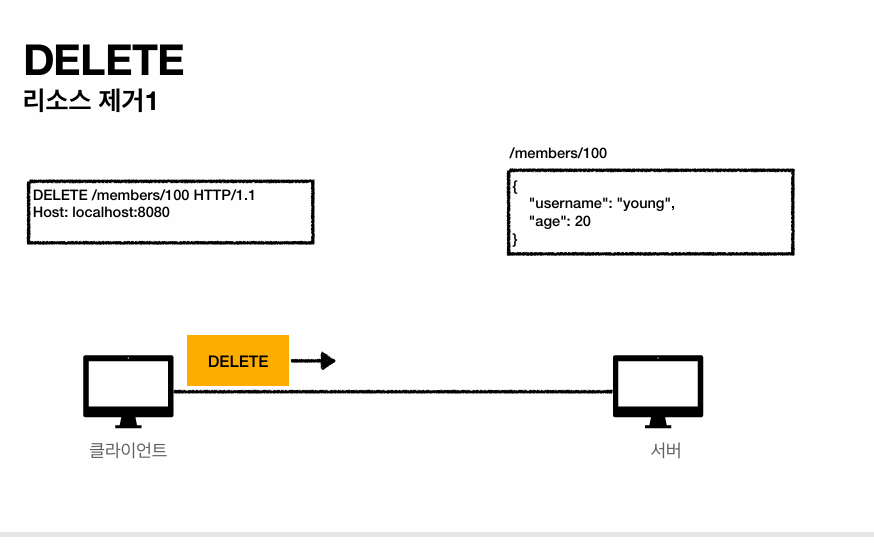 DELETE
리소스 제거1
/members/100
DELETE /members/100 HTTP/1.1
Host: localhost:8080
{
"username": "young",
"age": 20
}
DELETE
클라이언트
서버